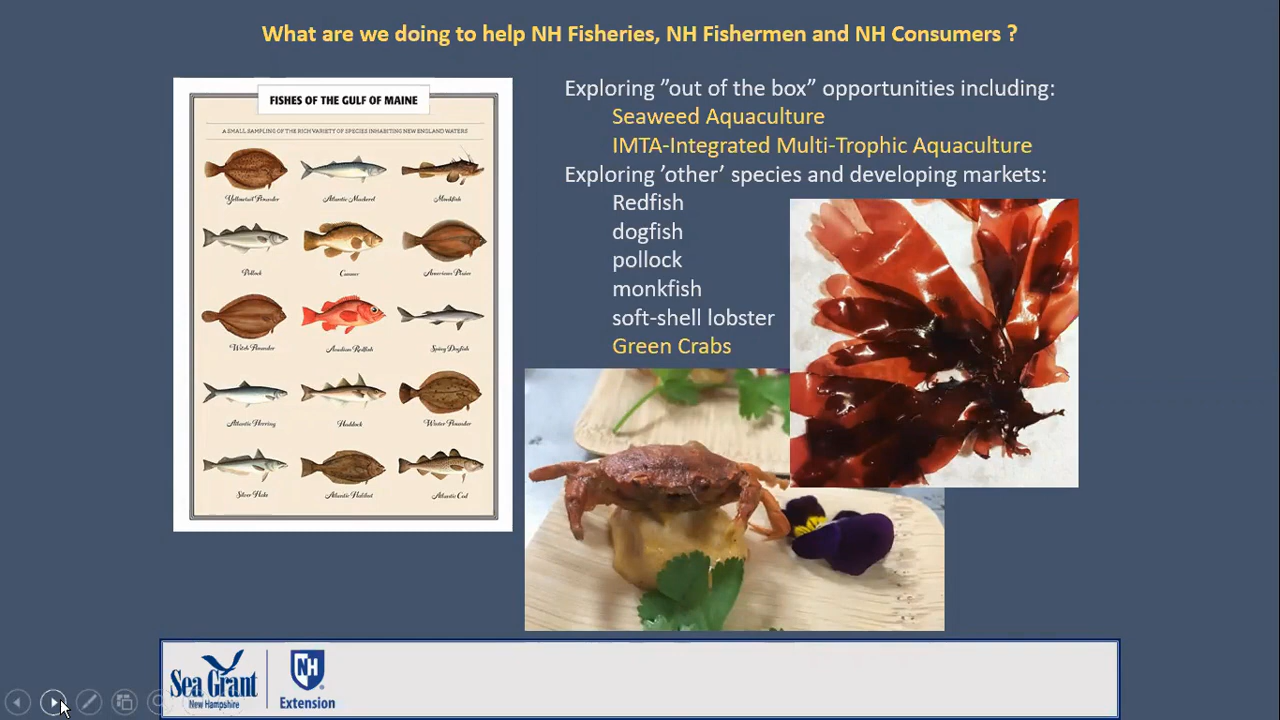 What are we doing to help NH Fisheries, NH Fishermen and NH Consumers ?
FISHES OF THE GULF OF MAINE
A SMALL SAMPLING OF THE RICH VARIETY OF SPECIES INHABITING NEW ENGLAND WATERS
Yellowtail Flounder
Atlantic Mackerel
Monkfish
Pollock
Cunner
American Plaice
Witch Flounder
Acadian Redfish
Spiny Dogfish
Atlantic Herring
Haddock
Winter Flounder
Silver Hake
Atlantic Halibut
Atlantic Cod
Exploring ”out of the box” opportunities including:
Seaweed Aquaculture
IMTA-Integrated Multi-Trophic Aquaculture
Exploring ’other’ species and developing markets:
Redfish
dogfish
pollock
monkfish
soft-shell lobster
Green Crabs
Sea Grant
New Hampshire
NH
Extension